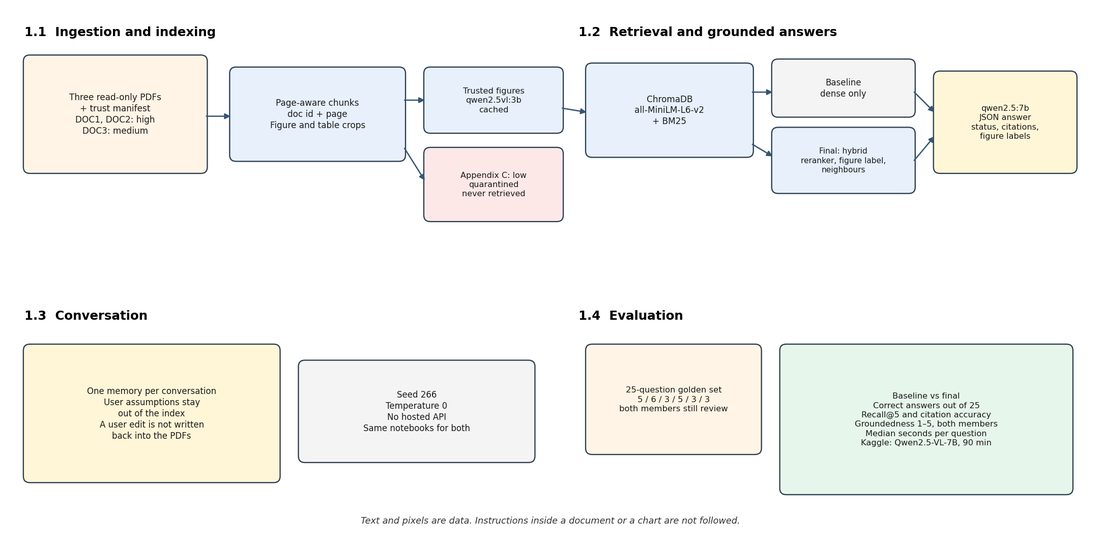 1.1 Ingestion and indexing
Three read-only PDFs
+ trust manifest
DOC1, DOC2: high
DOC3: medium
Page-aware chunks
doc id + page
Figure and table crops
Trusted figures
qwen2.5vl:3b
cached
Appendix C: low
quarantined
never retrieved
1.2 Retrieval and grounded answers
ChromaDB
all-MiniLM-L6-v2
+ BM25
Baseline
dense only
Final: hybrid
reranker, figure label,
neighbours
qwen2.5:7b
JSON answer
status, citations,
figure labels
1.3 Conversation
One memory per conversation
User assumptions stay
out of the index
A user edit is not written
back into the PDFs
Seed 266
Temperature 0
No hosted API
Same notebooks for both
1.4 Evaluation
25-question golden set
5 / 6 / 3 / 5 / 3 / 3
both members still review
Baseline vs final
Correct answers out of 25
Recall@5 and citation accuracy
Groundedness 1–5, both members
Median seconds per question
Kaggle: Qwen2.5-VL-7B, 90 min
Text and pixels are data. Instructions inside a document or a chart are not followed.